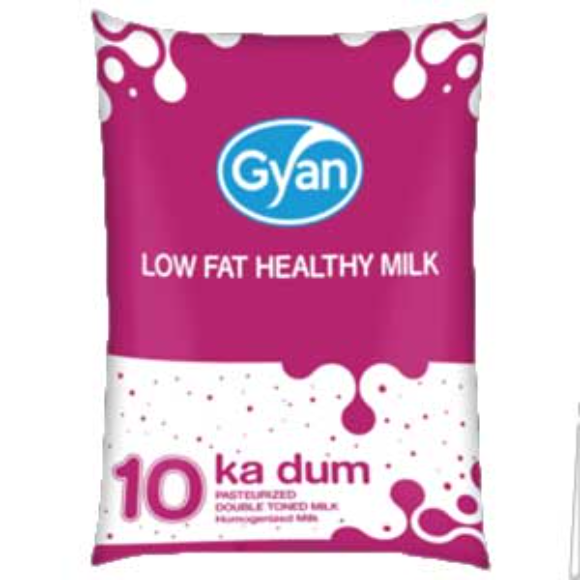 Gyan
LOW FAT HEALTHY MILK
10 ka dum
PASTEURIZED
DOUBLE TONED MILK
Homogenized Milk